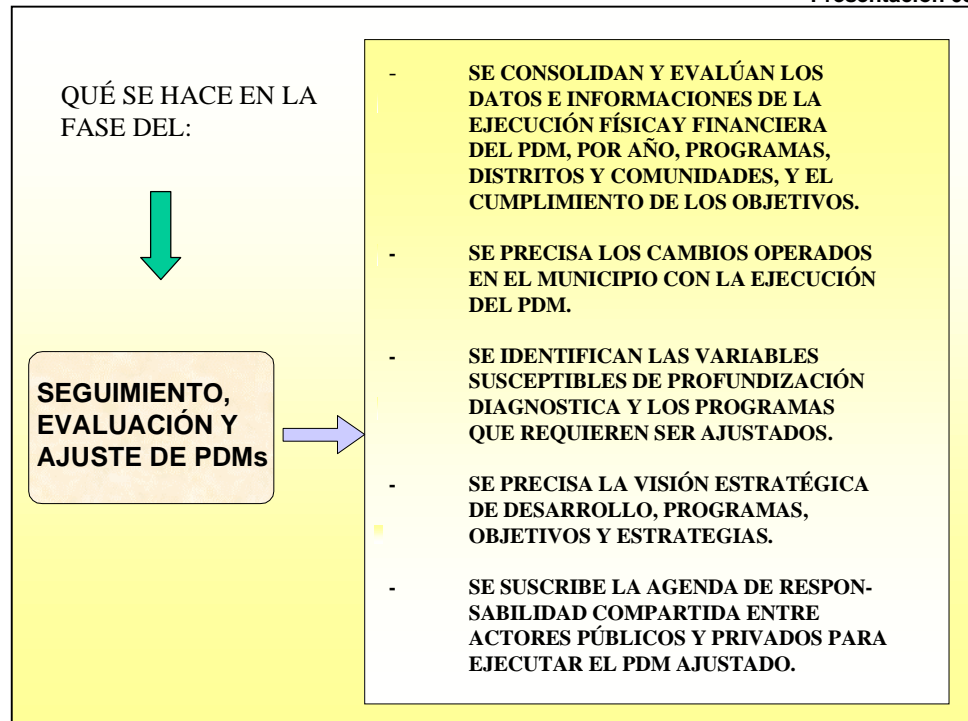 Presentación
QUÉ SE HACE EN LA
FASE DEL:
SEGUIMIENTO,
EVALUACIÓN Y
AJUSTE DE PDMs
- SE CONSOLIDAN Y EVALÚAN LOS
DATOS E INFORMACIONES DE LA
EJECUCIÓN FÍSICAY FINANCIERA
DEL PDM, POR AÑO, PROGRAMAS,
DISTRITOS Y COMUNIDADES, Y EL
CUMPLIMIENTO DE LOS OBJETIVOS.
- SE PRECISA LOS CAMBIOS OPERADOS
EN EL MUNICIPIO CON LA EJECUCIÓN
DEL PDM.
- SE IDENTIFICAN LAS VARIABLES
SUSCEPTIBLES DE PROFUNDIZACIÓN
DIAGNOSTICA Y LOS PROGRAMAS
QUE REQUIEREN SER AJUSTADOS.
- SE PRECISA LA VISIÓN ESTRATÉGICA
DE DESARROLLO, PROGRAMAS,
OBJETIVOS Y ESTRATEGIAS.
- SE SUSCRIBE LA AGENDA DE RESPON-
SABILIDAD COMPARTIDA ENTRE
ACTORES PÚBLICOS Y PRIVADOS PARA
EJECUTAR EL PDM AJUSTADO.